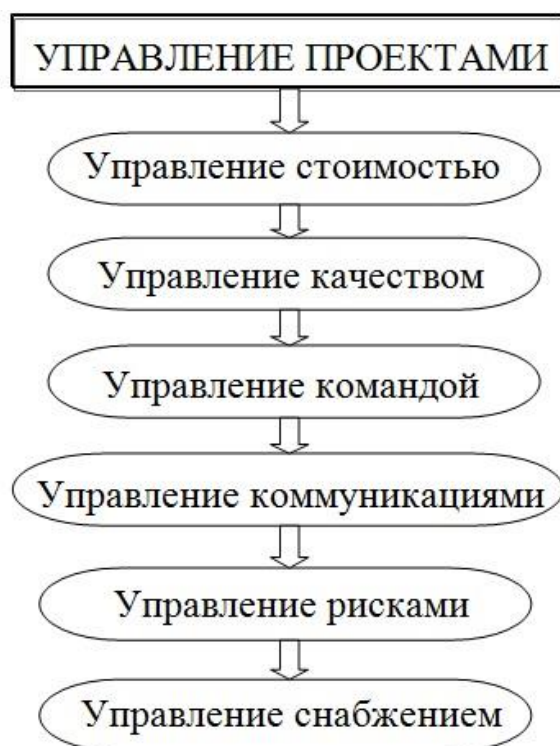 УПРАВЛЕНИЕ ПРОЕКТАМИ
Управление стоимостью
Управление качеством
Управление командой
Управление коммуникациями
Управление рисками
Управление снабжением